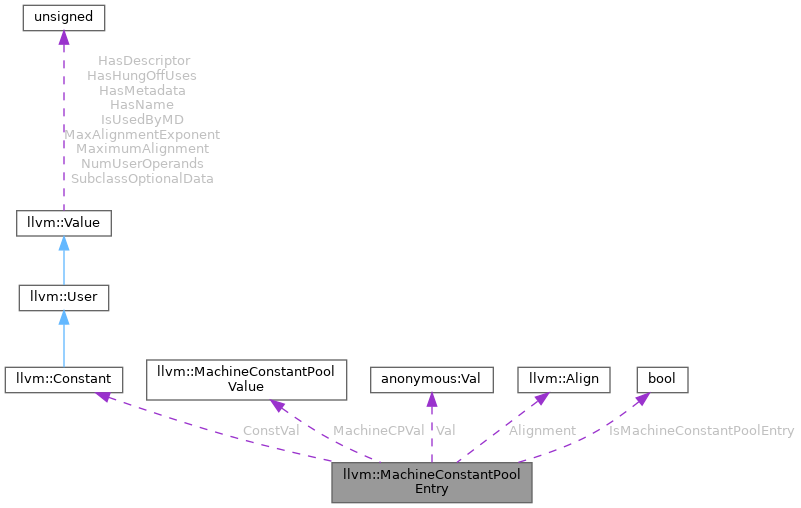 unsigned
HasDescriptor
HasHungOffUses
HasMetadata
HasName
IsUsedByMD
MaxAlignmentExponent
MaximumAlignment
NumUserOperands
SubclassOptionalData
llvm::Value
llvm::User
llvm::Constant
llvm::MachineConstantPool
Value
anonymous:Val
llvm::Align
bool
ConstVal
MachineCPVal
Val
Alignment
IsMachineConstantPoolEntry
llvm::MachineConstantPool
Entry